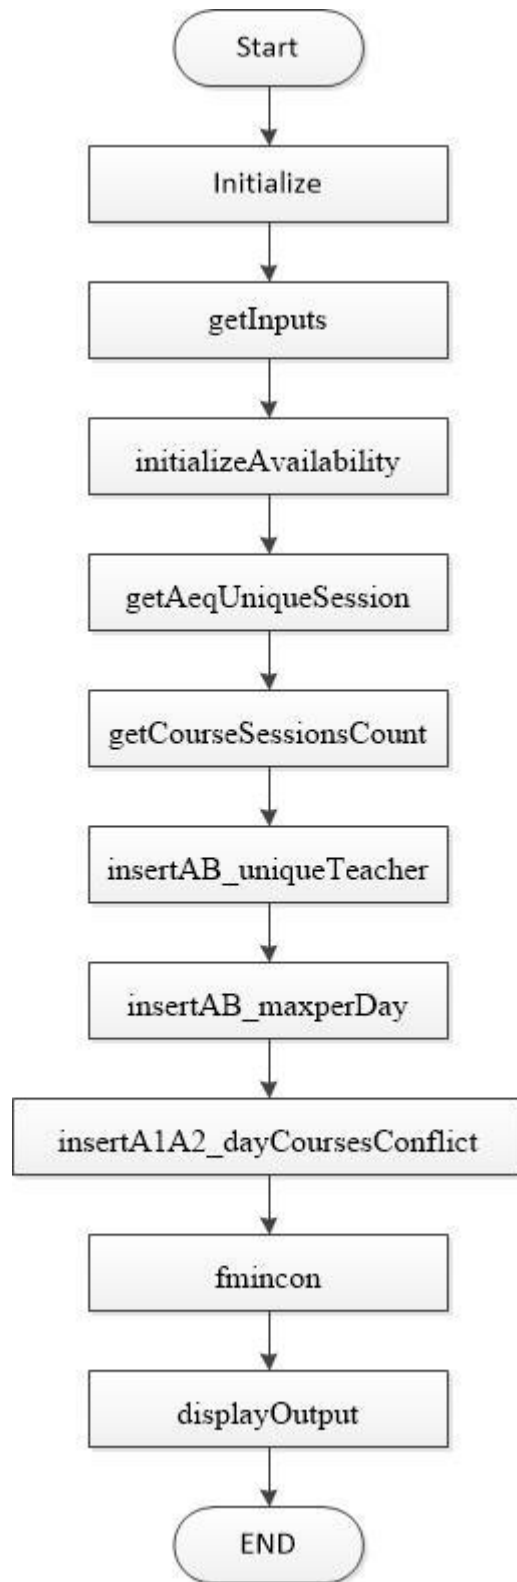 Start
Initialize
getInputs
initializeAvailability
getAeqUniqueSession
getCourseSessionsCount
insertAB_uniqueTeacher
insertAB_maxperDay
insertA1A2_dayCoursesConflict
fmincon
displayOutput
END